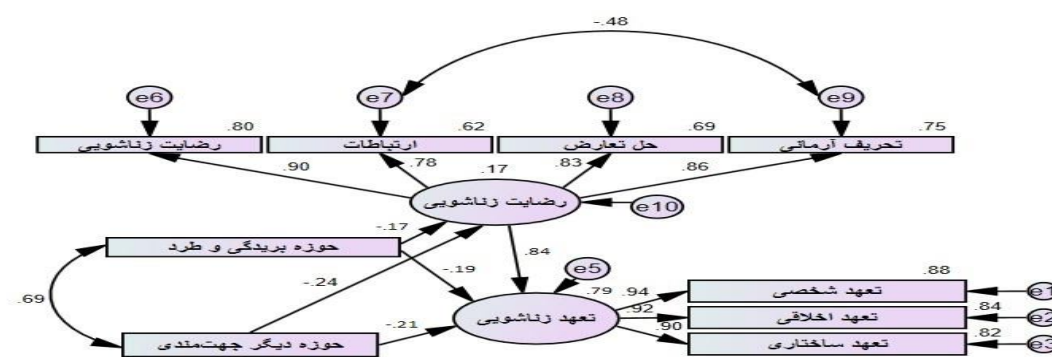 -.48
e6 e7 e8 e9
.80 .62 .69 .75
رضایت زناشویی ارتباطات حل تعارض تحریف آرمانی
.90 .78 .17 .83 .86
رضایت زناشویی e10
-.17
حوزه بریدگی و طرد
.69 -.24 -.19 .84 e5 .88
.79 .94 تعهد شخصی e1
-.21 تعهد زناشویی .92 تعهد اخلاقی .84 e2
حوزه دیگر جهت‌مندی .90 تعهد ساختاری .82 e3